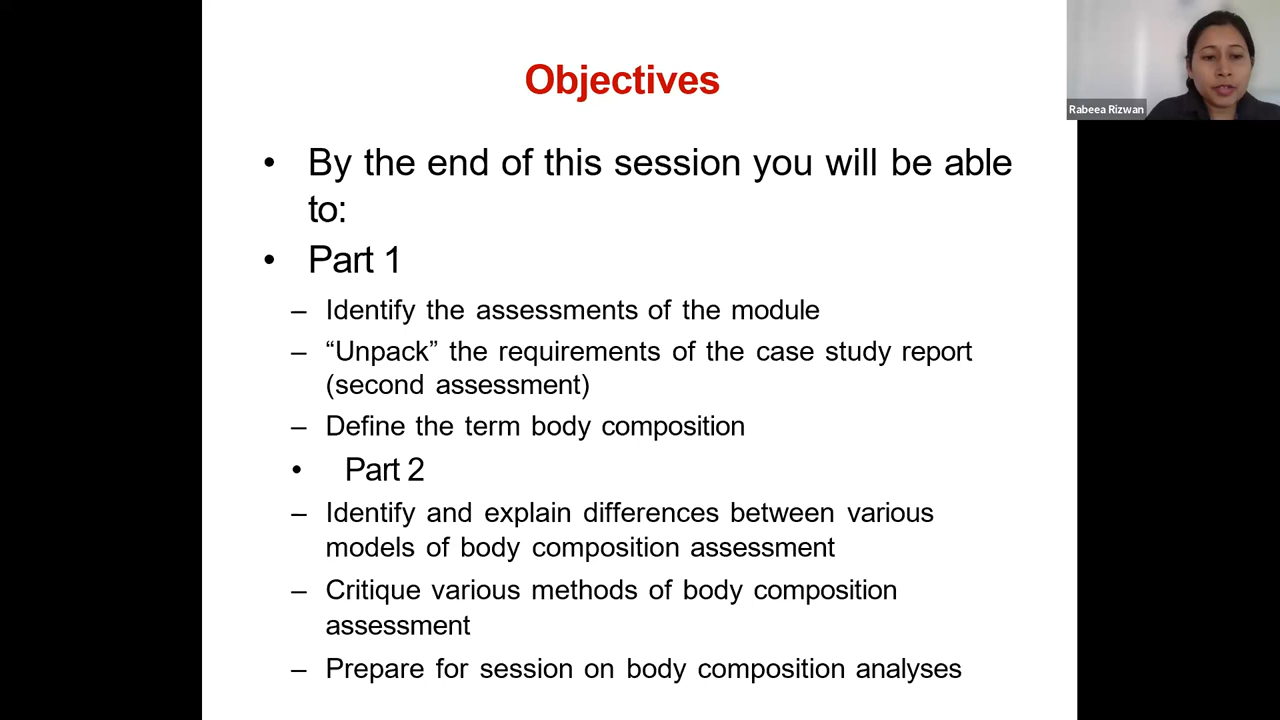 Objectives
Rabeea Rizwan
• By the end of this session you will be able
to:
• Part 1
– Identify the assessments of the module
– “Unpack” the requirements of the case study report
(second assessment)
– Define the term body composition
• Part 2
– Identify and explain differences between various
models of body composition assessment
– Critique various methods of body composition
assessment
– Prepare for session on body composition analyses